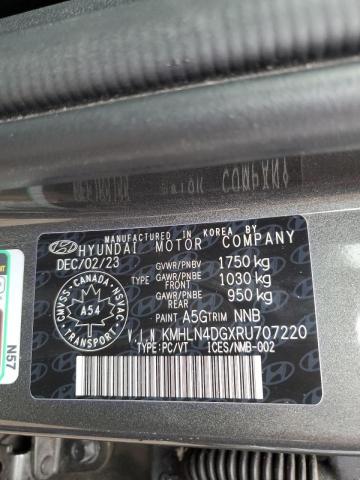 MANUFACTURED IN KOREA BY
HYUNDAI MOTOR COMPANY
DEC/02/23
GVWR/PNBV 1750 kg
GAWR/PNBE FRONT 1030 kg
GAWR/PNBE REAR 950 kg
PAINT A5G TRIM NNB
V.I.N KMHLN4DGXRU707220
TYPE:PC/VT ICES/NMB-002
CMVSS-CANADA-NSVAC
A54
TRANSPORT
N57